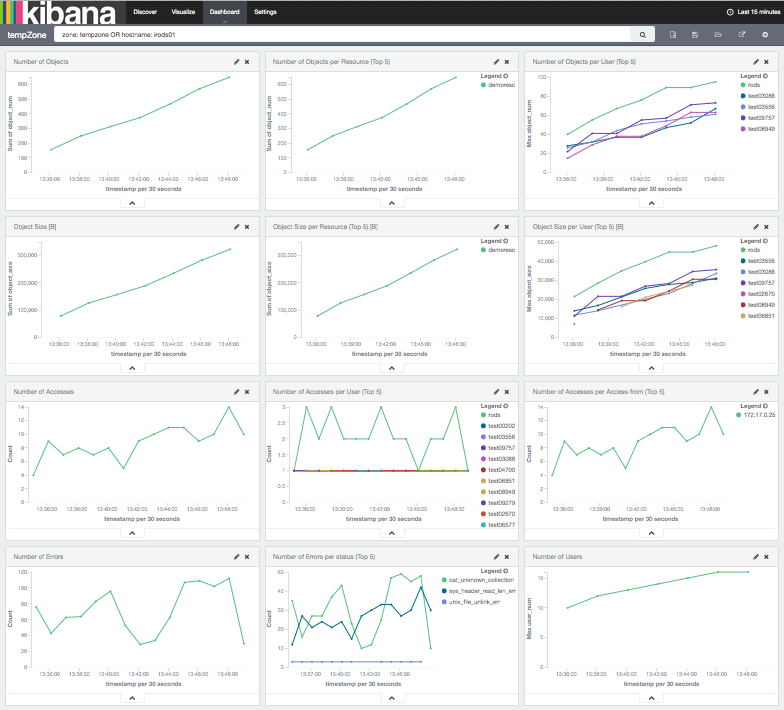 kibana
Discover Visualize Dashboard Settings Last 15 minutes
tempZone zone: tempzone OR hostname: irods01
Number of Objects
Sum of object_num
600
500
400
300
200
100
0
13:36:00 13:38:00 13:40:00 13:42:00 13:44:00 13:46:00 13:48:00
timestamp per 30 seconds
Number of Objects per Resource (Top 5)
Legend
demoresc
Sum of object_num
600
500
400
300
200
100
0
13:36:00 13:39:00 13:42:00 13:45:00 13:48:00
timestamp per 30 seconds
Number of Objects per User (Top 5)
Legend
rods
test03088
test03556
test09757
test08949
Max object_num
100
80
60
40
20
0
13:36:00 13:39:00 13:42:00 13:45:00 13:48:00
timestamp per 30 seconds
Object Size [B]
Sum of object_size
300,000
200,000
100,000
0
13:36:00 13:38:00 13:40:00 13:42:00 13:44:00 13:46:00 13:48:00
timestamp per 30 seconds
Object Size per Resource (Top 5) [B]
Legend
demoresc
Sum of object_size
300,000
200,000
100,000
0
13:36:00 13:39:00 13:42:00 13:45:00 13:48:00
timestamp per 30 seconds
Object Size per User (Top 5) [B]
Legend
rods
test03556
test03088
test09757
test02670
test08949
test06851
Max object_size
50,000
40,000
30,000
20,000
10,000
0
13:36:00 13:39:00 13:42:00 13:45:00 13:48:00
timestamp per 30 seconds
Number of Accesses
Count
14
12
10
8
6
4
2
0
13:36:00 13:38:00 13:40:00 13:42:00 13:44:00 13:46:00 13:48:00
timestamp per 30 seconds
Number of Accesses per User (Top 5)
Legend
rods
test00202
test03556
test09757
test03088
test04700
test06851
test08949
test09279
test02670
test06577
Count
3
2.5
2
1.5
1
0.5
0
13:36:00 13:39:00 13:42:00 13:45:00 13:48:00
timestamp per 30 seconds
Number of Accesses per Access-from (Top 5)
Legend
172.17.0.25
Count
14
12
10
8
6
4
2
0
13:36:00 13:39:00 13:42:00 13:45:00 13:48:00
timestamp per 30 seconds
Number of Errors
Count
120
100
80
60
40
20
0
13:36:00 13:38:00 13:40:00 13:42:00 13:44:00 13:46:00 13:48:00
timestamp per 30 seconds
Number of Errors per status (Top 5)
Legend
cat_unknown_collection
sys_header_read_len_err
unix_file_unlink_err
Count
50
40
30
20
10
0
13:37:00 13:40:00 13:43:00 13:46:00
timestamp per 30 seconds
Number of Users
Max user_num
15
10
5
0
13:36:00 13:38:00 13:40:00 13:42:00 13:44:00 13:46:00 13:48:00
timestamp per 30 seconds